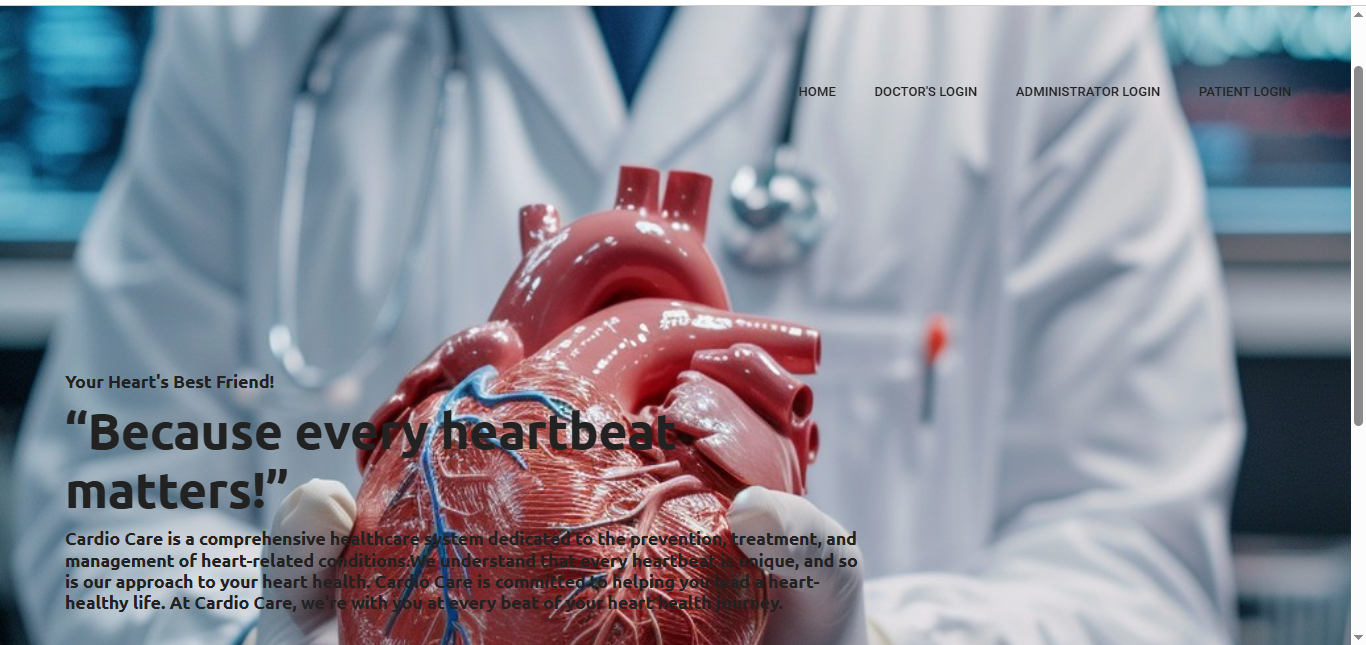 HOME DOCTOR'S LOGIN ADMINISTRATOR LOGIN PATIENT LOGIN
Your Heart's Best Friend!
“Because every heartbeat
matters!”
Cardio Care is a comprehensive healthcare system dedicated to the prevention, treatment, and
management of heart-related conditions.We understand that every heartbeat is unique, and so
is our approach to your heart health. Cardio Care is committed to helping you lead a heart-
healthy life. At Cardio Care, we're with you at every beat of your heart health journey.